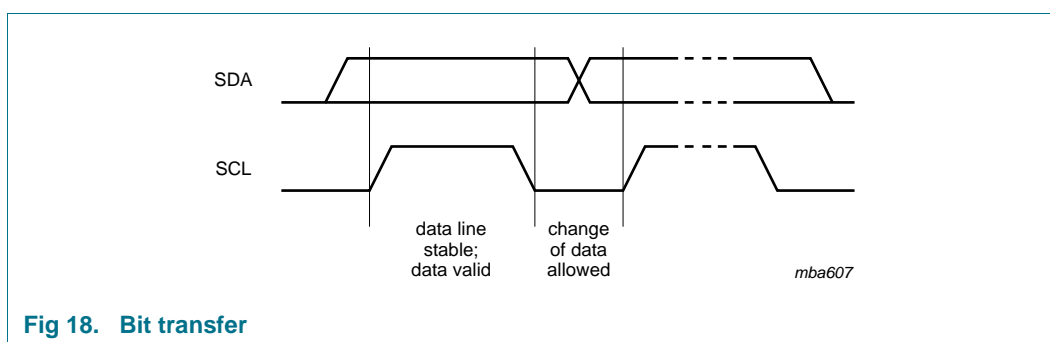 SDA
SCL
data line
stable;
data valid
change
of data
allowed
mba607
Fig 18. Bit transfer